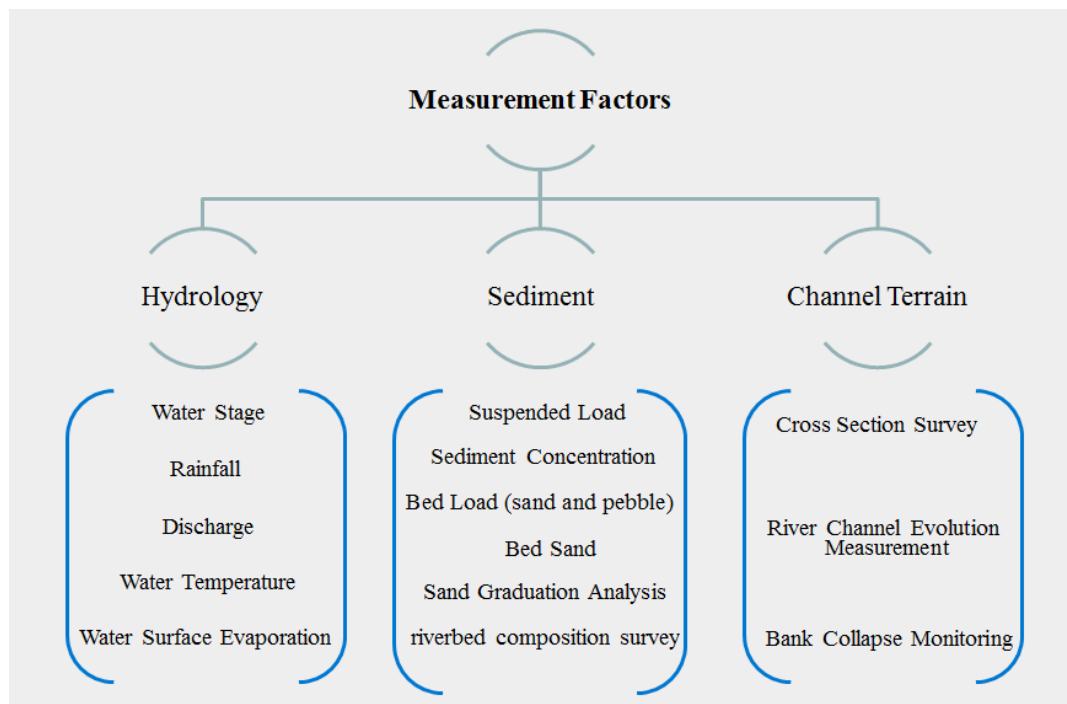 Measurement Factors
Hydrology
Sediment
Channel Terrain
Water Stage
Rainfall
Discharge
Water Temperature
Water Surface Evaporation
Suspended Load
Sediment Concentration
Bed Load (sand and pebble)
Bed Sand
Sand Graduation Analysis
riverbed composition survey
Cross Section Survey
River Channel Evolution
Measurement
Bank Collapse Monitoring